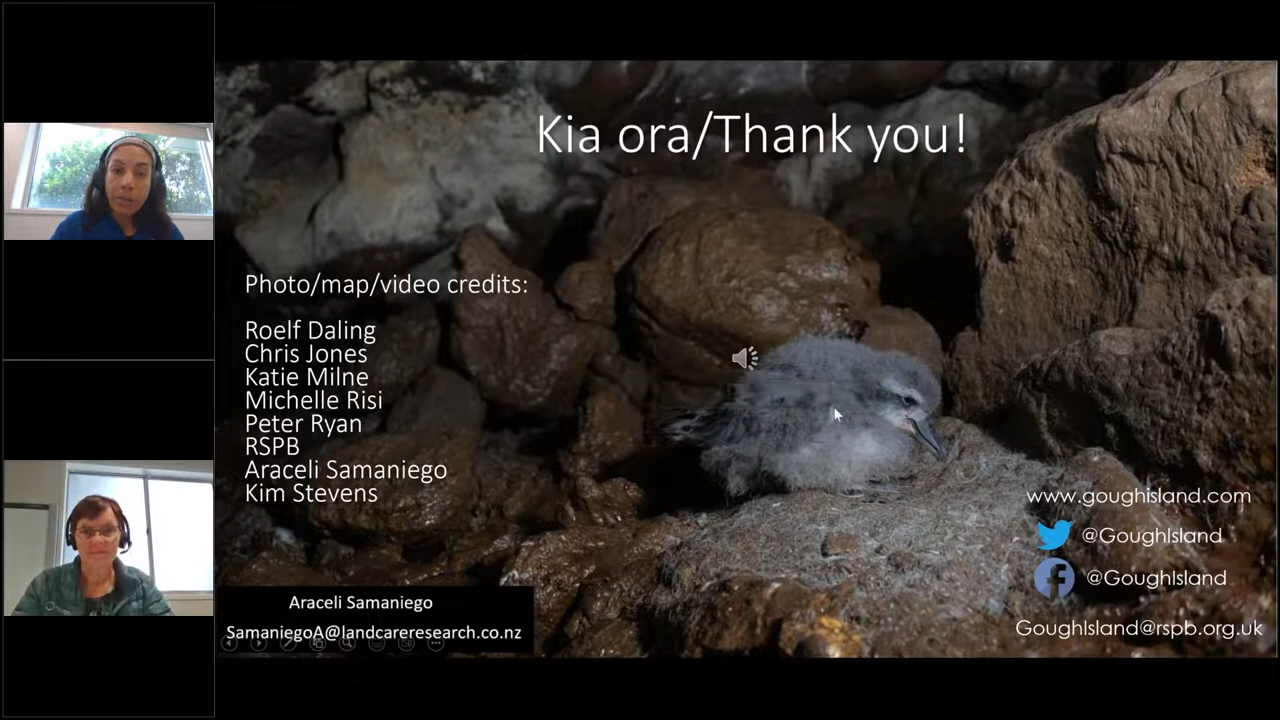 Kia ora/Thank you!
Photo/map/video credits:
Roelf Daling
Chris Jones
Katie Milne
Michelle Risi
Peter Ryan
RSPB
Araceli Samaniego
Kim Stevens
www.goughisland.com
@GoughIsland
@GoughIsland
GoughIsland@rspb.org.uk
Araceli Samaniego
SamaniegoA@landcareresearch.co.nz